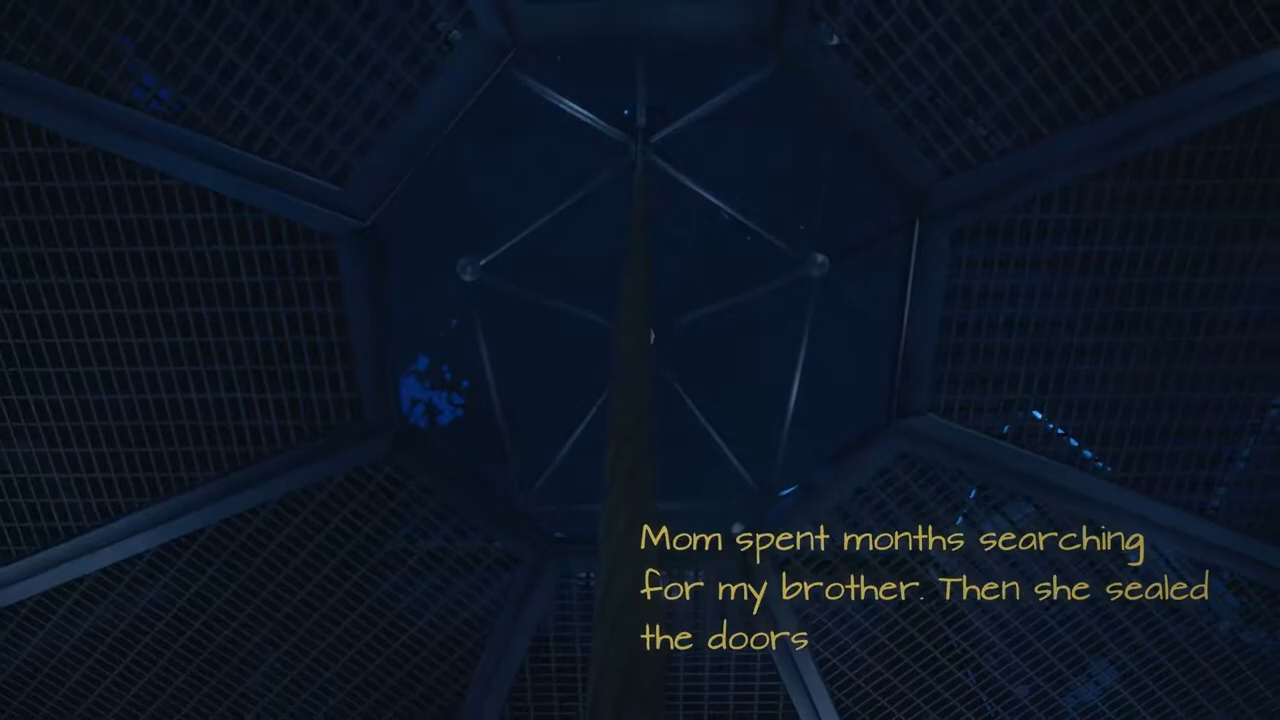 Mom spent months searching
for my brother. Then she sealed
the doors